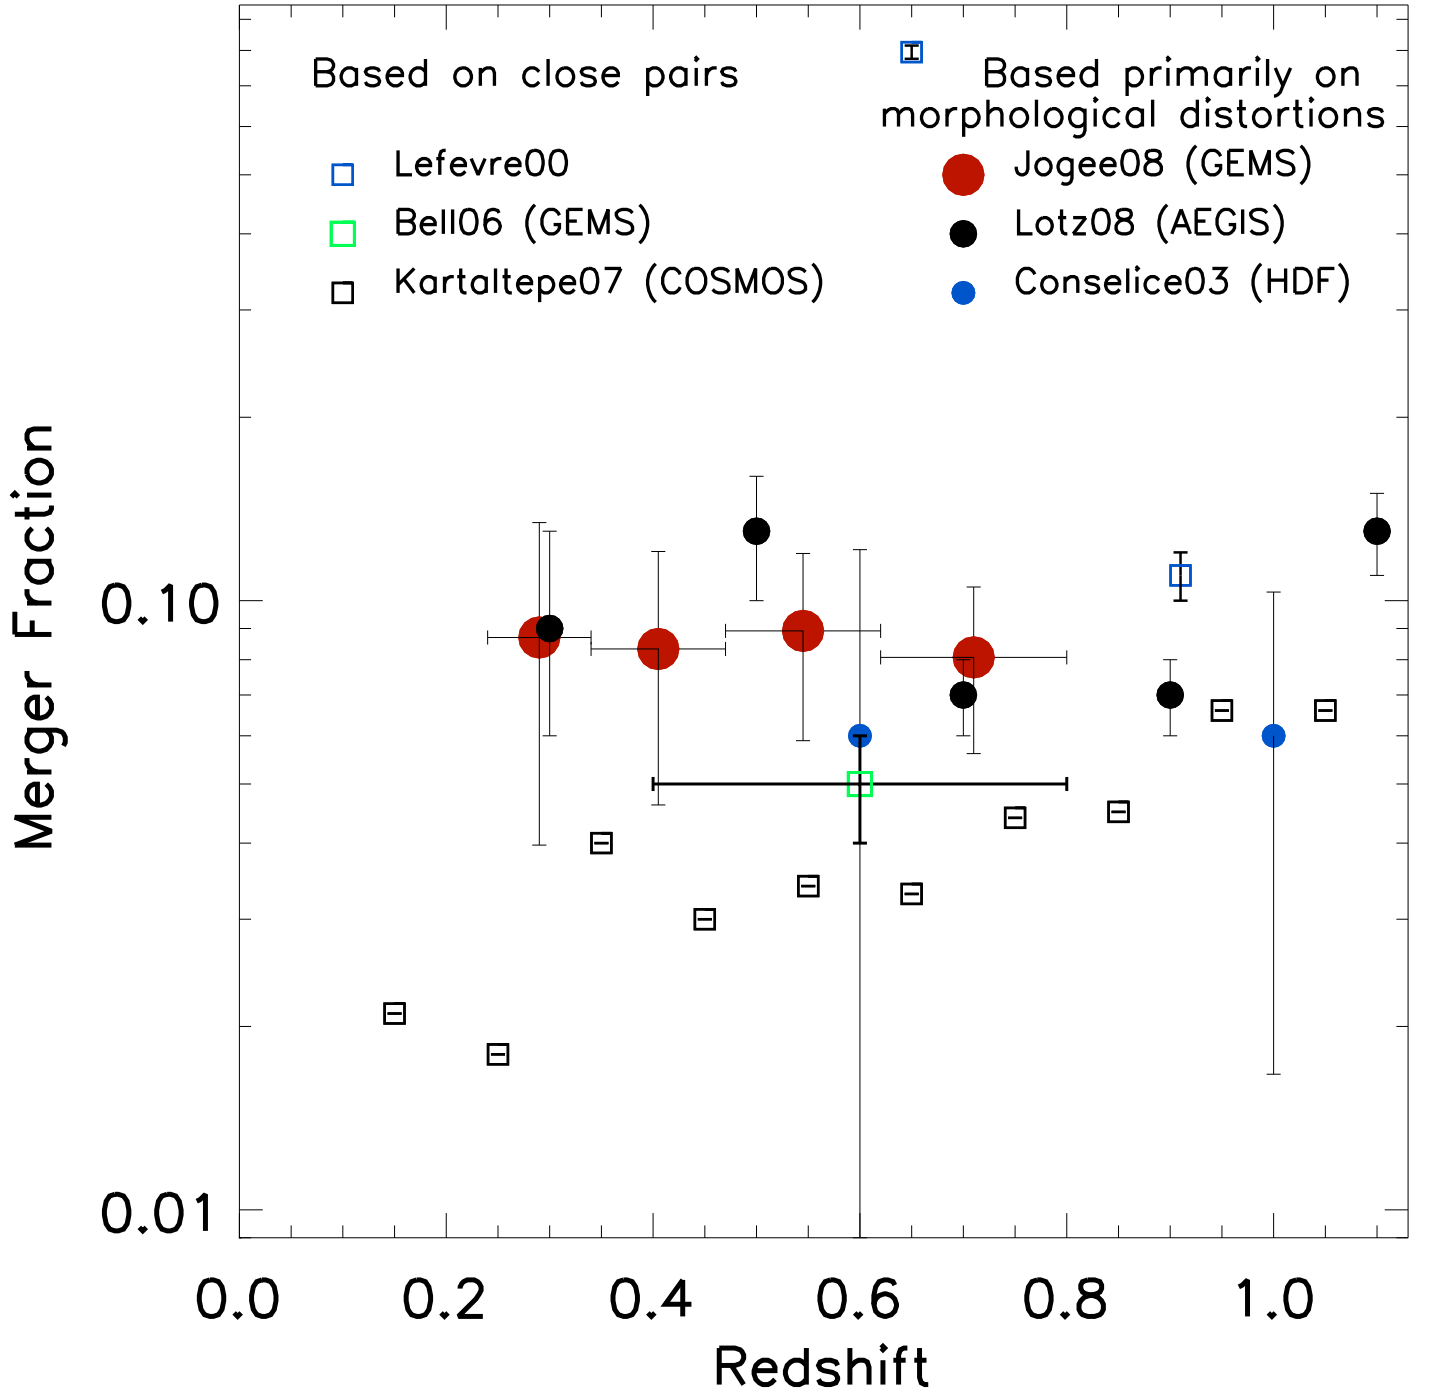 Based on close pairs
Lefevre00
Bell06 (GEMS)
Kartaltepe07 (COSMOS)
Based primarily on
morphological distortions
Jogee08 (GEMS)
Lotz08 (AEGIS)
Conselice03 (HDF)
Merger Fraction
0.10
0.01
0.0 0.2 0.4 0.6 0.8 1.0
Redshift